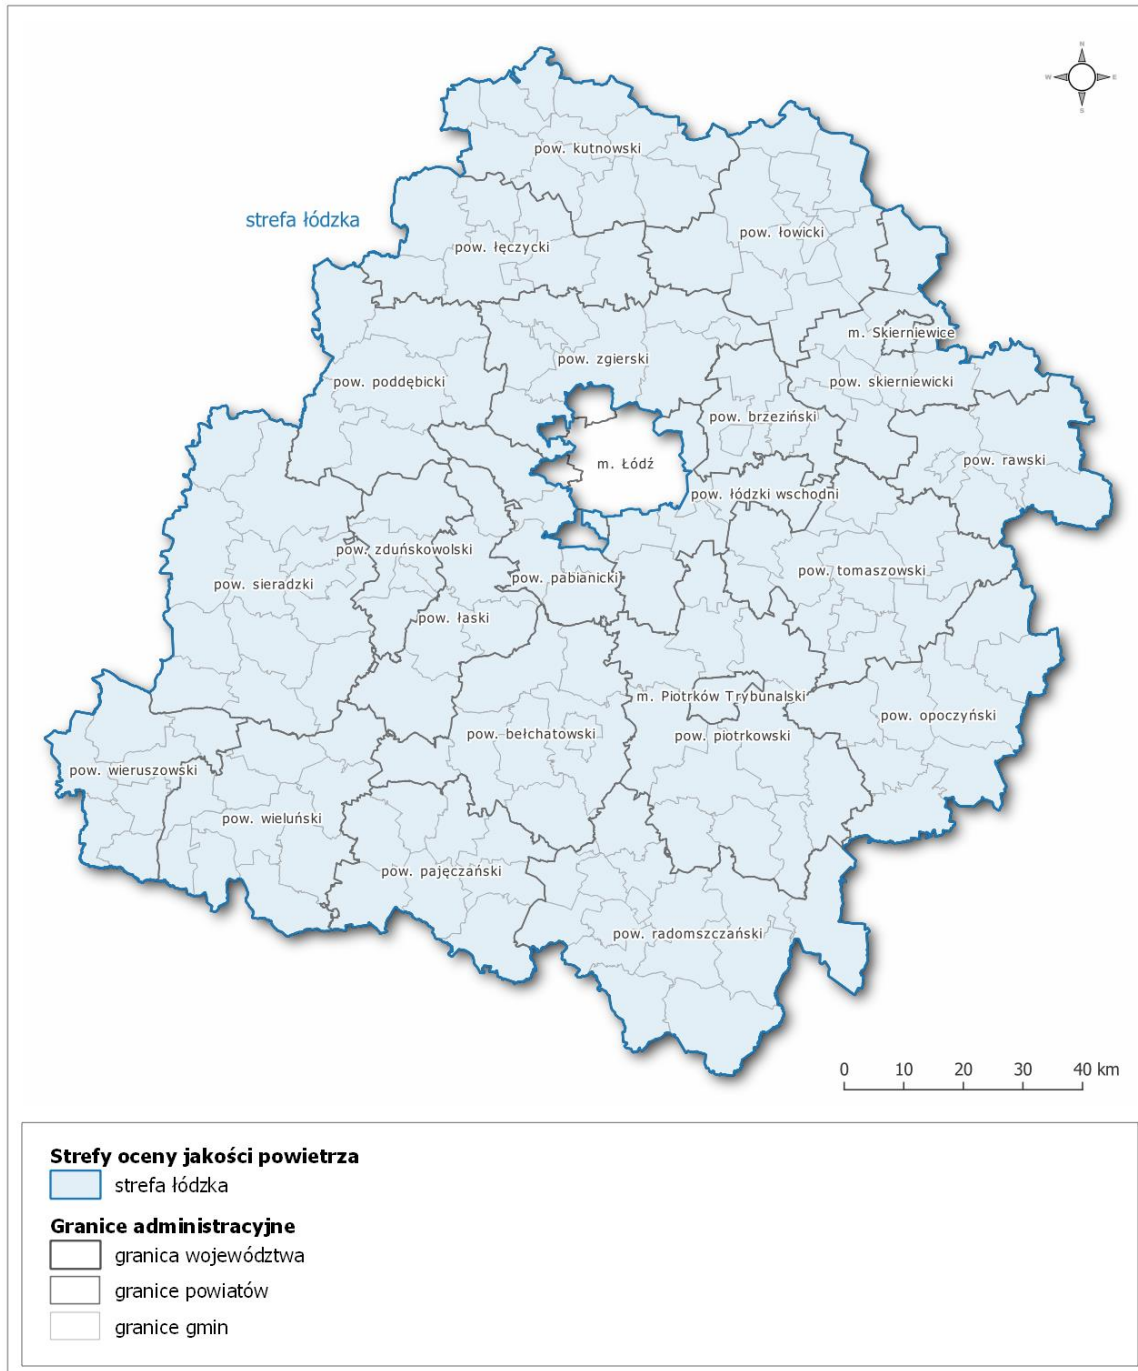 N
W E
S
pow. kutnowski
strefa łódzka
pow. łowicki
pow. łęczycki
m. Skierniewice
pow. zgierski
pow. poddębicki
pow. skierniewicki
pow. brzeziński
m. Łódź
pow. rawski
pow. łódzki wschodni
pow. zduńskowolski
pow. tomaszowski
pow. sieradzki
pow. pabianicki
pow. łaski
m. Piotrków Trybunalski
pow. opoczyński
pow. bełchatowski
pow. piotrkowski
pow. wieruszowski
pow. wieluński
pow. pajęczański
pow. radomszczański
0 10 20 30 40 km
Strefy oceny jakości powietrza
strefa łódzka
Granice administracyjne
granica województwa
granice powiatów
granice gmin